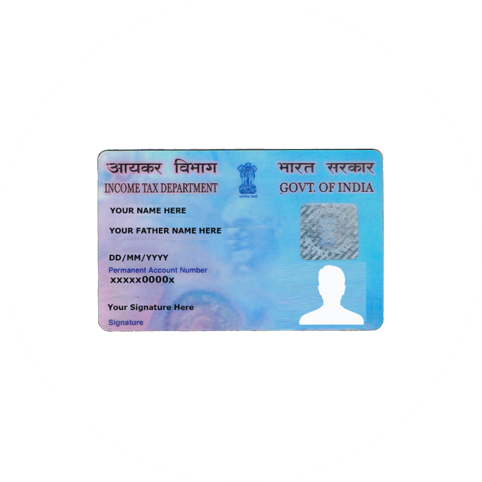 आयकर विभाग
भारत सरकार
INCOME TAX DEPARTMENT
GOVT. OF INDIA
YOUR NAME HERE
YOUR FATHER NAME HERE
DD/MM/YYYY
Permanent Account Number
xxxxx0000x
Your Signature Here
Signature